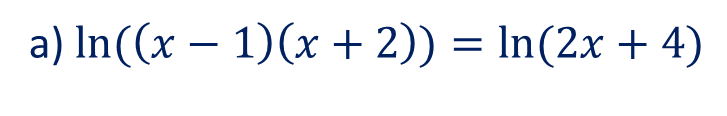 a) ln((x − 1)(x + 2)) = ln(2x + 4)